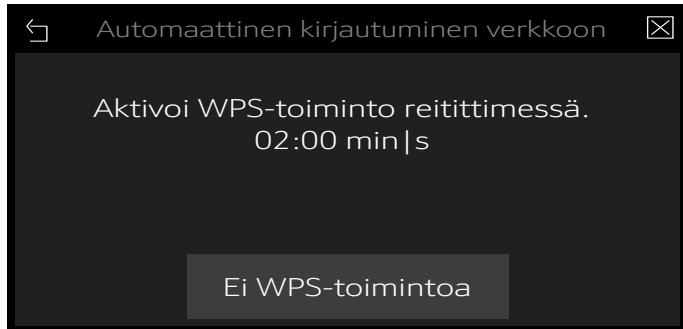 Automaattinen kirjautuminen verkkoon
Aktivoi WPS-toiminto reitittimessä.
02:00 min|s
Ei WPS-toimintoa